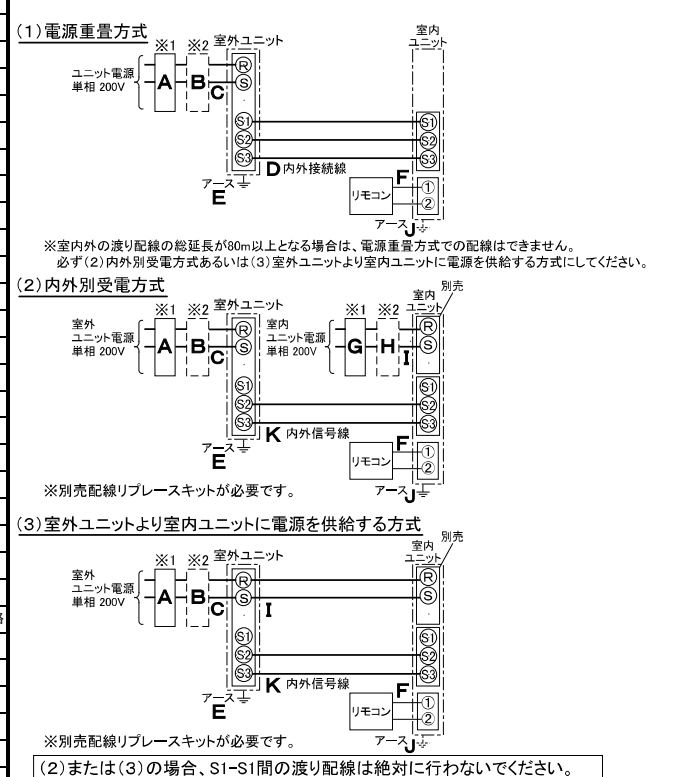 (1)電源重畳方式
※1 ※2 室外ユニット
室内
ユニット
ユニット電源
単相 200V
A B C
R
S
S1
S2
S3
S1
S2
S3
D 内外接続線
アース
E
F
リモコン
①
②
アース J
※室内外の渡り配線の総延長が80m以上となる場合は、電源重畳方式での配線はできません。
必ず(2)内外別受電方式あるいは(3)室外ユニットより室内ユニットに電源を供給する方式にしてください。
(2)内外別受電方式
別売
※1 ※2 室外ユニット
※1 ※2 室内
ユニット
室外
ユニット電源
単相 200V
A B C
R
S
室内
ユニット電源
単相 200V
G H I
R
S
S1
S2
S3
S1
S2
S3
K 内外信号線
アース
E
F
リモコン
①
②
アース J
※別売配線リプレースキットが必要です。
(3)室外ユニットより室内ユニットに電源を供給する方式
別売
※1 ※2 室外ユニット
室内
ユニット
室外
ユニット電源
単相 200V
A B C
R
S
I
R
S
S1
S2
S3
S1
S2
S3
K 内外信号線
アース
E
F
リモコン
①
②
アース J
※別売配線リプレースキットが必要です。
(2)または(3)の場合、S1-S1間の渡り配線は絶対に行わないでください。